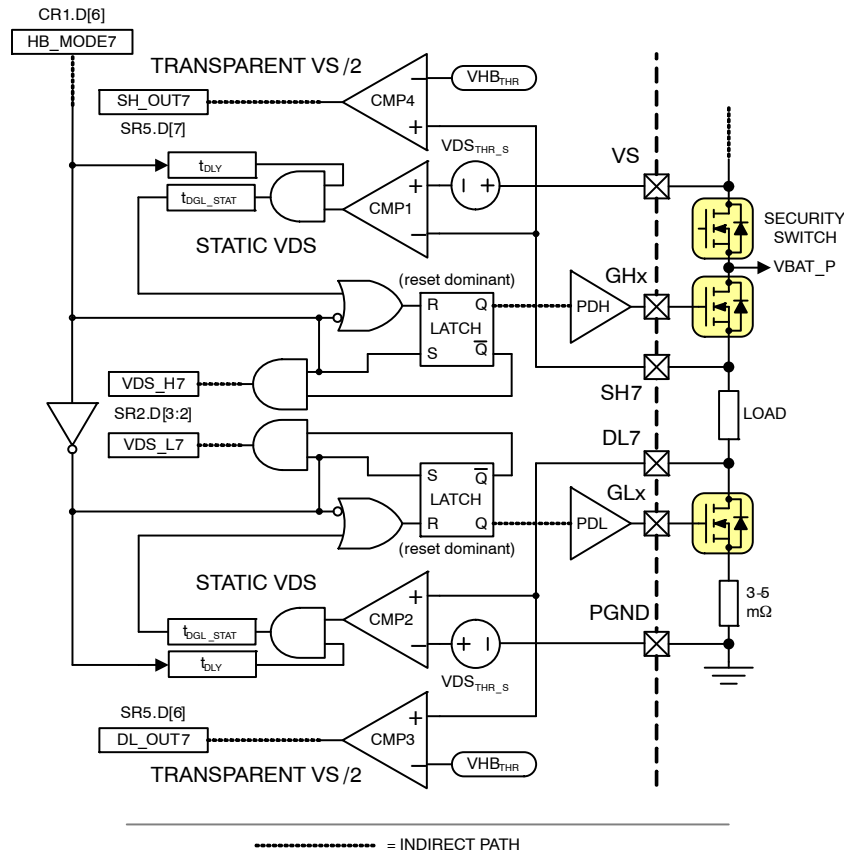 CR1.D[6]
HB_MODE7
TRANSPARENT VS/2
SH_OUT7
SR5.D[7]
CMP4
−
+
VHBTHR
tDLY
tDGL_STAT
STATIC VDS
CMP1
+
−
VDSTHR_S
− +
VS
SECURITY
SWITCH
VBAT_P
(reset dominant)
R Q
LATCH
S Q
PDH
GHx
SH7
VDS_H7
SR2.D[3:2]
VDS_L7
LOAD
DL7
S Q
LATCH
R Q
(reset dominant)
PDL
GLx
STATIC VDS
tDGL_STAT
tDLY
CMP2
+
−
+ −
VDSTHR_S
PGND
3-5
mΩ
SR5.D[6]
DL_OUT7
TRANSPARENT VS/2
CMP3
+
−
VHBTHR
= INDIRECT PATH